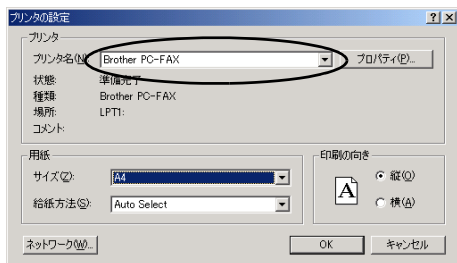 プリンタの設定
プリンタ
プリンタ名(N): Brother PC-FAX プロパティ(P)...
状態: 準備完了
種類: Brother PC-FAX
場所: LPT1:
コメント:
用紙 印刷の向き
サイズ(Z): A4 縦(O)
給紙方法(S): Auto Select A 横(A)
ネットワーク(W)... OK キャンセル